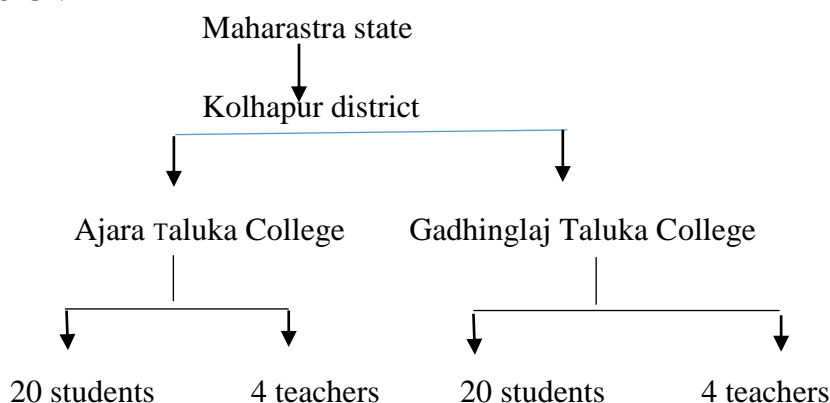 Maharastra state
Kolhapur district
Ajara Taluka College Gadhinglaj Taluka College
20 students 4 teachers 20 students 4 teachers